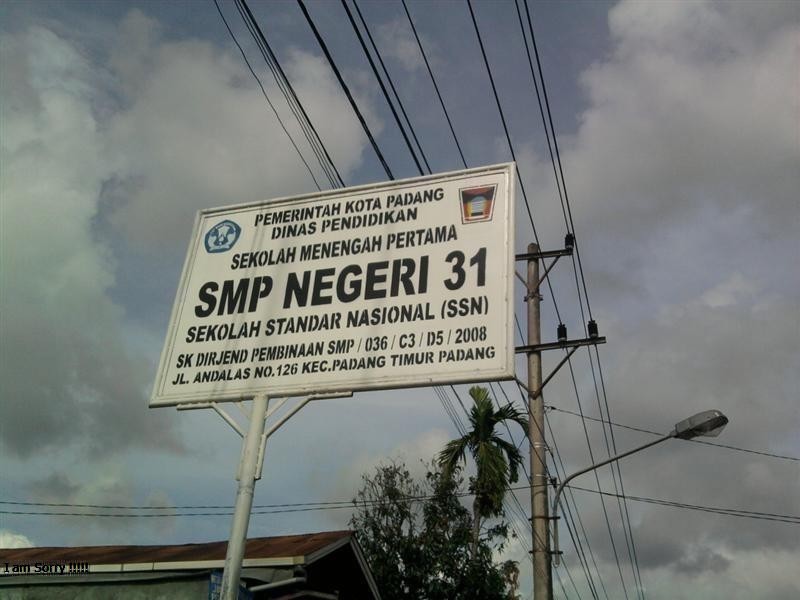 PEMERINTAH KOTA PADANG
DINAS PENDIDIKAN
SEKOLAH MENENGAH PERTAMA
SMP NEGERI 31
SEKOLAH STANDAR NASIONAL (SSN)
SK DIRJEND PEMBINAAN SMP / 036 / C3 / D5 / 2008
JL. ANDALAS NO.126 KEC.PADANG TIMUR PADANG
I am Sorry !!!!!